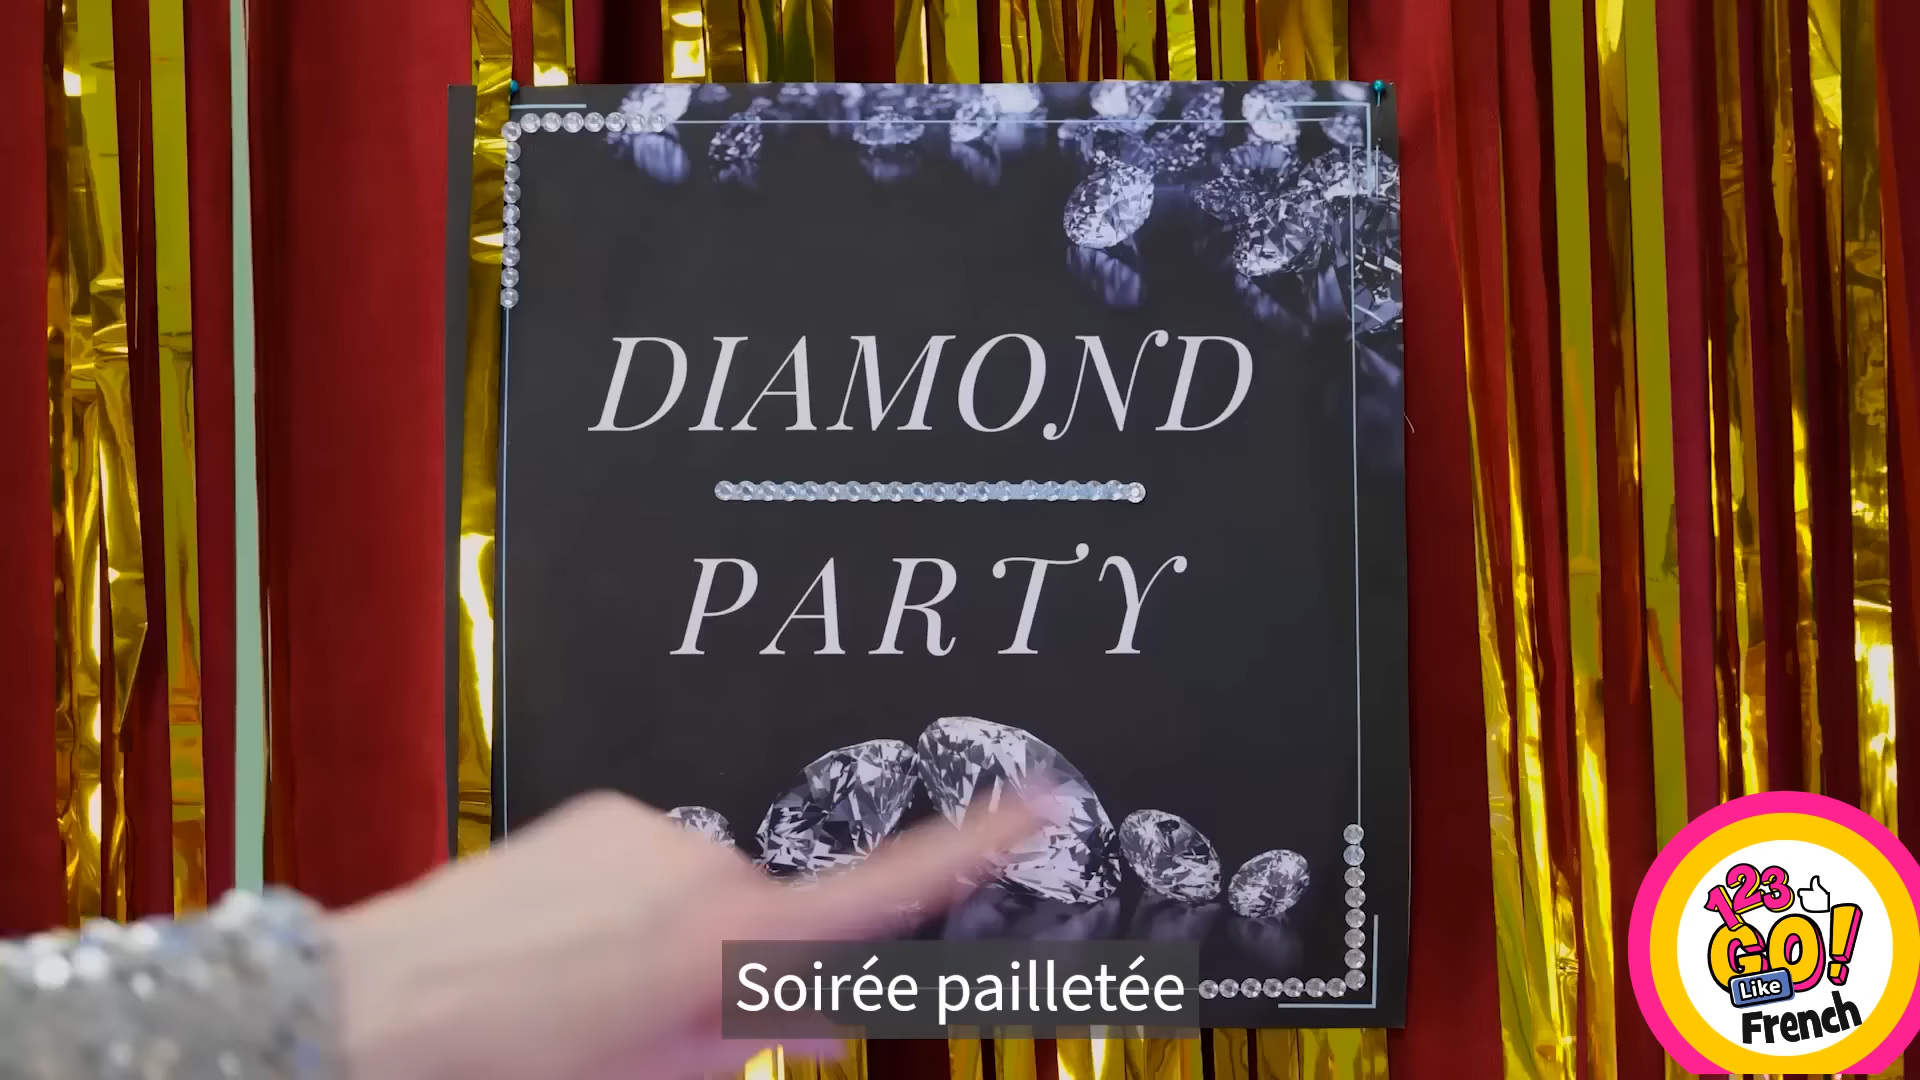 DIAMOND
PARTY
Soirée pailletée
123
GO!
Like
French